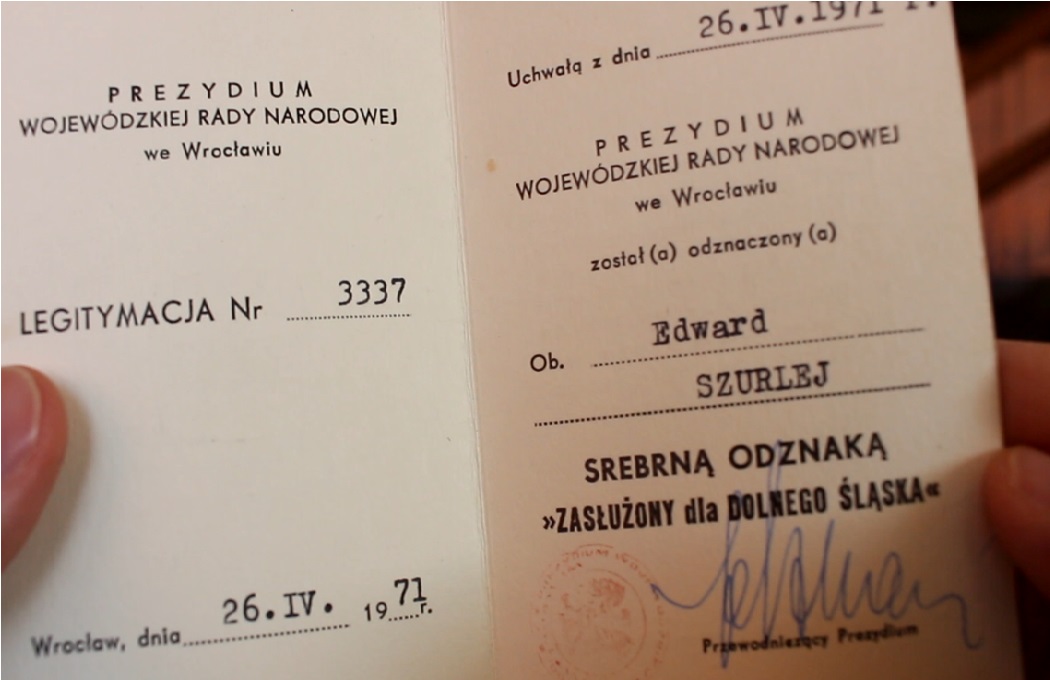 PREZYDIUM
WOJEWÓDZKIEJ RADY NARODOWEJ
we Wrocławiu
LEGITYMACJA Nr 3337
Wrocław, dnia 26.IV. 1971 r.
Uchwałą z dnia 26.IV.1971 r.
PREZYDIUM
WOJEWÓDZKIEJ RADY NARODOWEJ
we Wrocławiu
został (a) odznaczony (a)
Ob. Edward
SZURLEJ
SREBRNĄ ODZNAKĄ
»ZASŁUŻONY dla DOLNEGO ŚLĄSKA«
Przewodniczący Prezydium